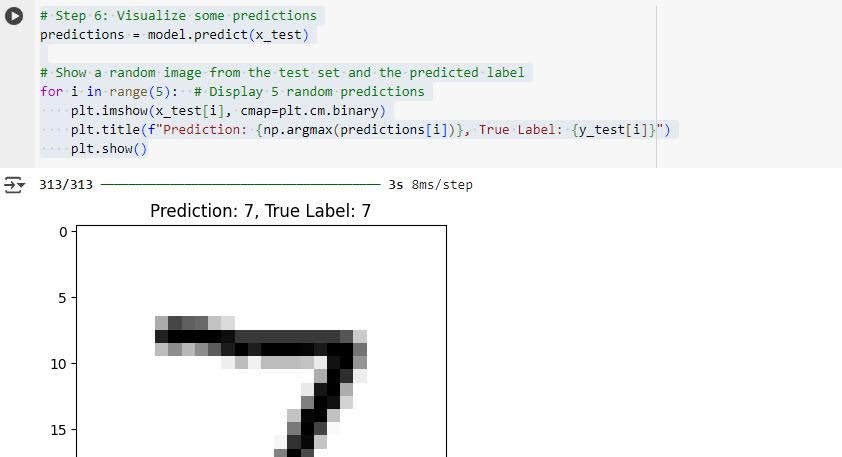 # Step 6: Visualize some predictions
predictions = model.predict(x_test)
# Show a random image from the test set and the predicted label
for i in range(5):  # Display 5 random predictions
    plt.imshow(x_test[i], cmap=plt.cm.binary)
    plt.title(f"Prediction: {np.argmax(predictions[i])}, True Label: {y_test[i]}")
    plt.show()
313/313 ━━━━━━━━━━━━━━━━━━━━ 3s 8ms/step
Prediction: 7, True Label: 7
0
5
10
15